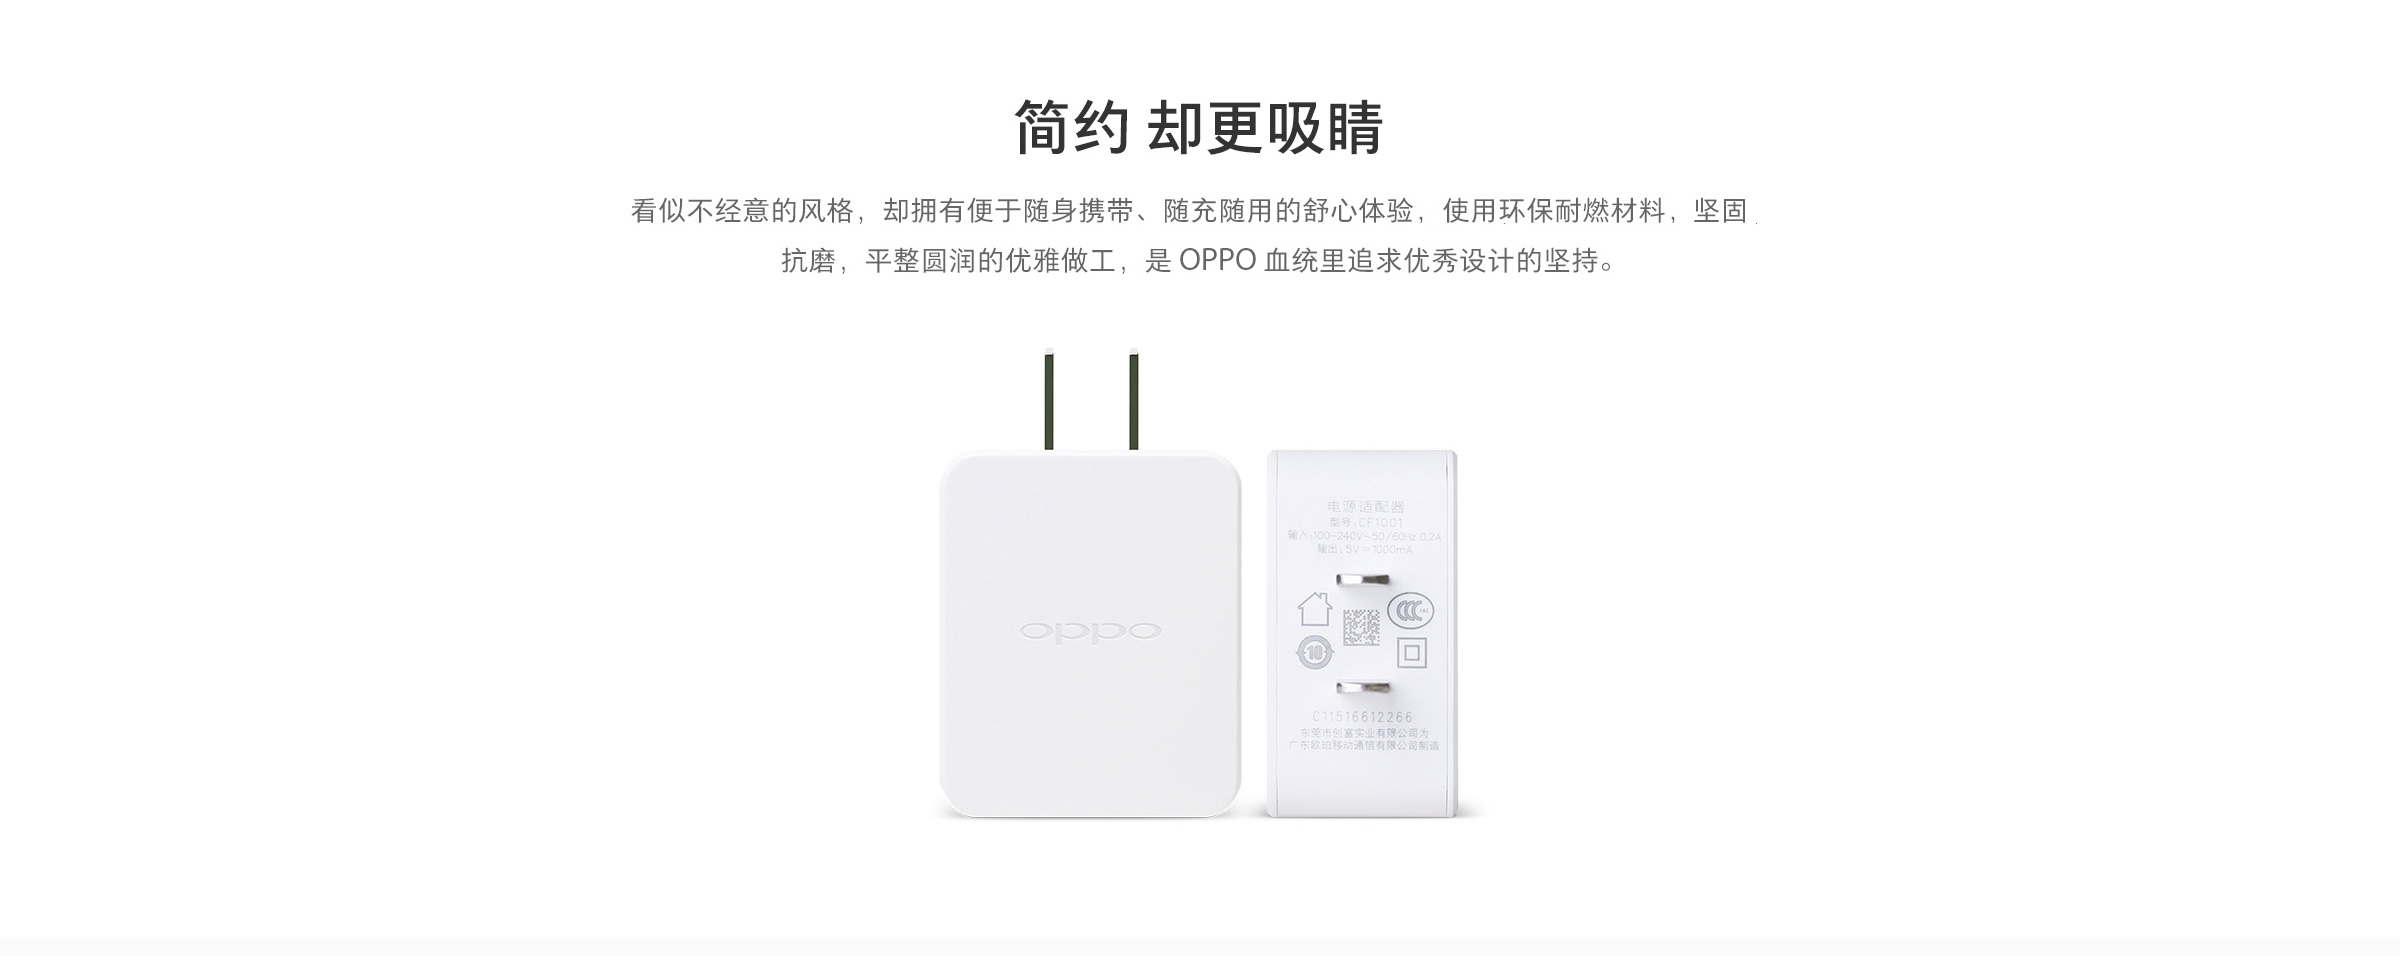 简约 却更吸睛
看似不经意的风格，却拥有便于随身携带、随充随用的舒心体验，使用环保耐燃材料，坚固
抗磨，平整圆润的优雅做工，是 OPPO 血统里追求优秀设计的坚持。
oppo
电源适配器
型号:CF1001
输入:100-240V~50/60Hz 0.2A
输出:5V=1000mA
CCC
S&E
10
C11516612266
东莞市创富实业有限公司为
广东欧珀移动通信有限公司制造